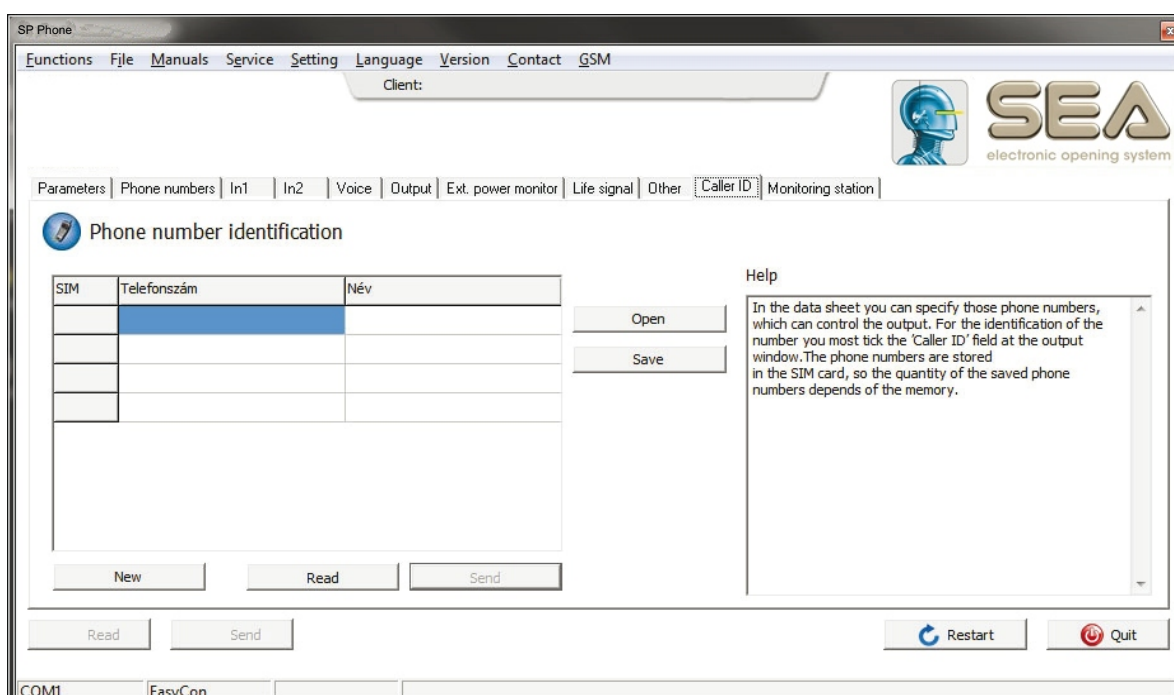 SP Phone
Functions File Manuals Service Setting Language Version Contact GSM
Client:
SEA
electronic opening system
Parameters Phone numbers In1 In2 Voice Output Ext. power monitor Life signal Other Caller ID Monitoring station
Phone number identification
SIM Telefonszám Név
Open
Save
Help
In the data sheet you can specify those phone numbers,
which can control the output. For the identification of the
number you most tick the 'Caller ID' field at the output
window.The phone numbers are stored
in the SIM card, so the quantity of the saved phone
numbers depends of the memory.
New Read Send
Read Send Restart Quit
COM1 EasyCon